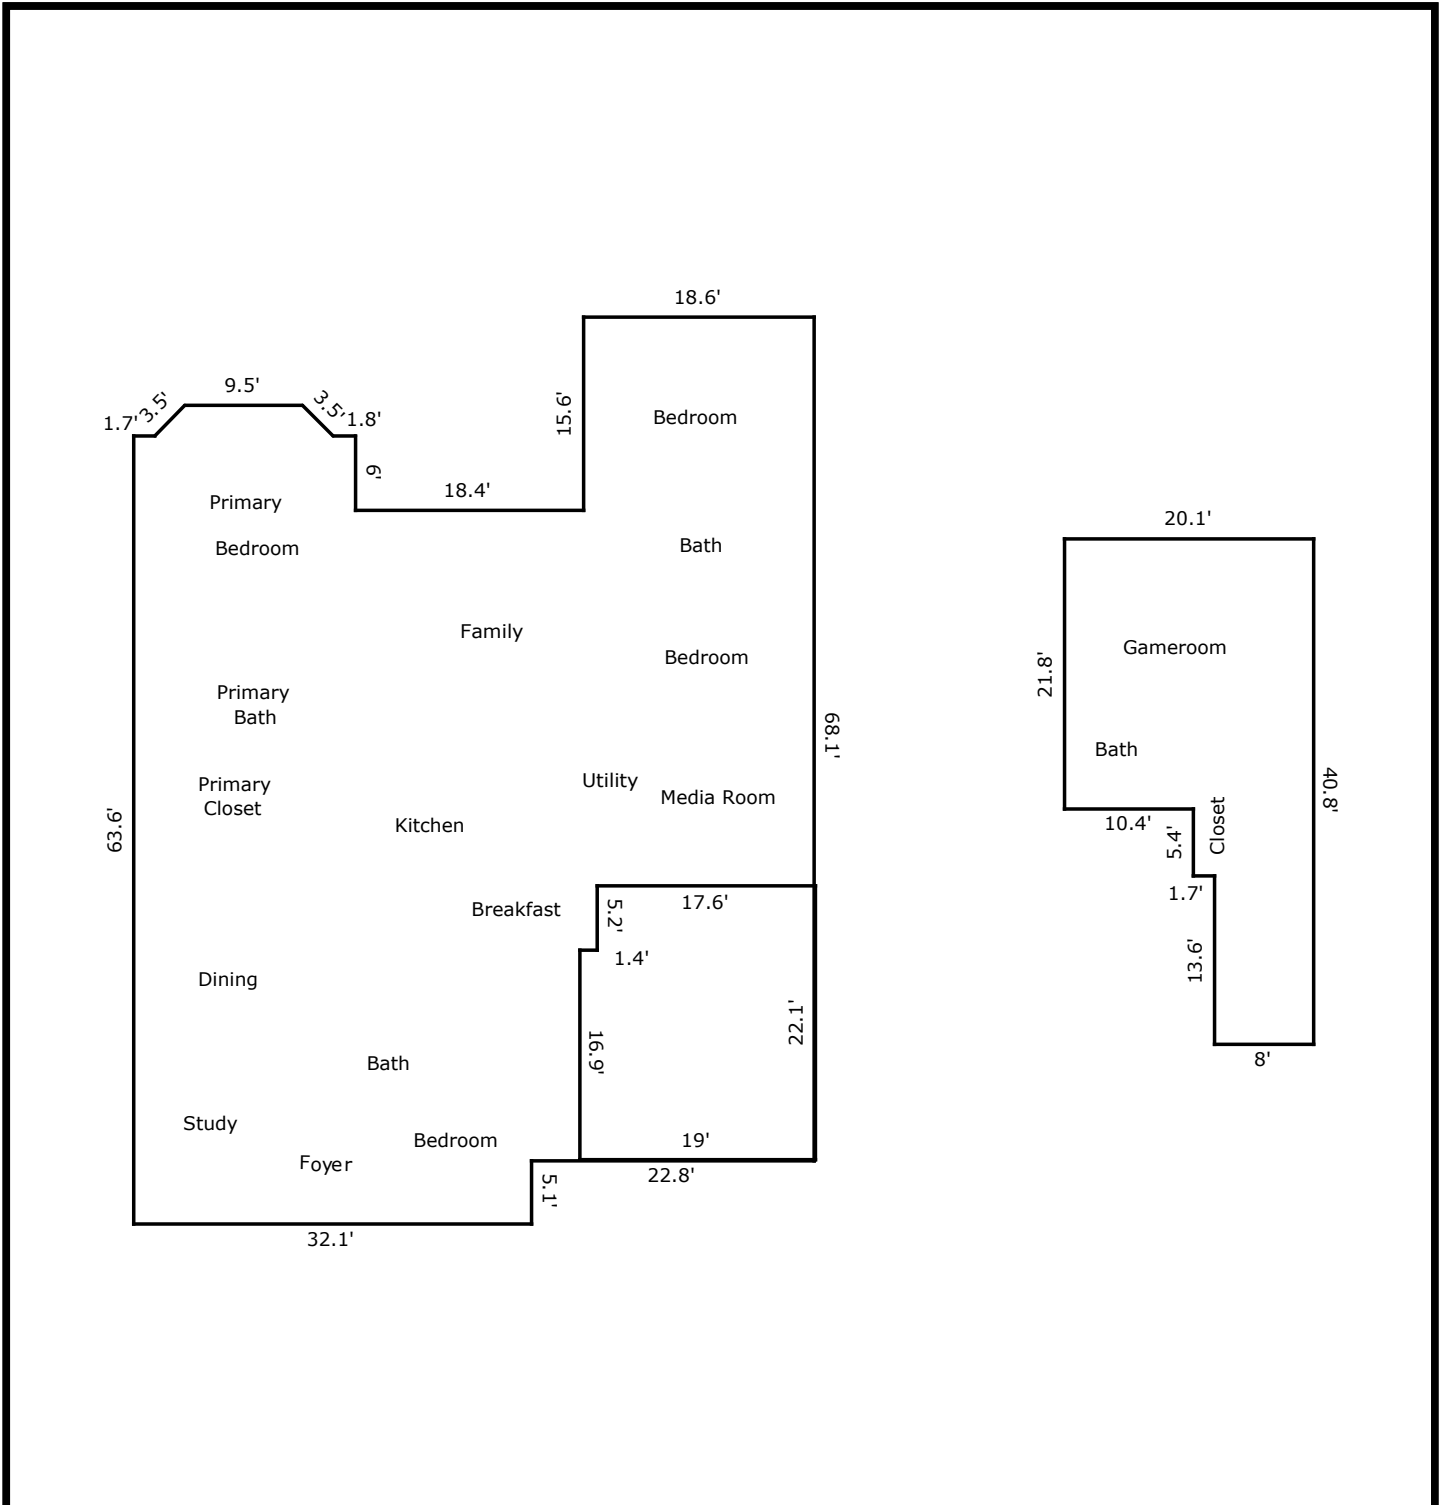 18.6'
9.5'
3.5'
3.5'
1.7'
1.8'
15.6'
Bedroom
6'
18.4'
Primary
Bedroom
20.1'
Bath
Family
Gameroom
Bedroom
21.8'
Primary
Bath
68.1'
Bath
Primary
Closet
Utility
Media Room
40.8'
63.6'
Kitchen
10.4'
Closet
5.4'
1.7'
17.6'
Breakfast
5.2'
1.4'
13.6'
Dining
22.1'
16.9'
Bath
8'
Study
Bedroom
19'
Foyer
22.8'
5.1'
32.1'